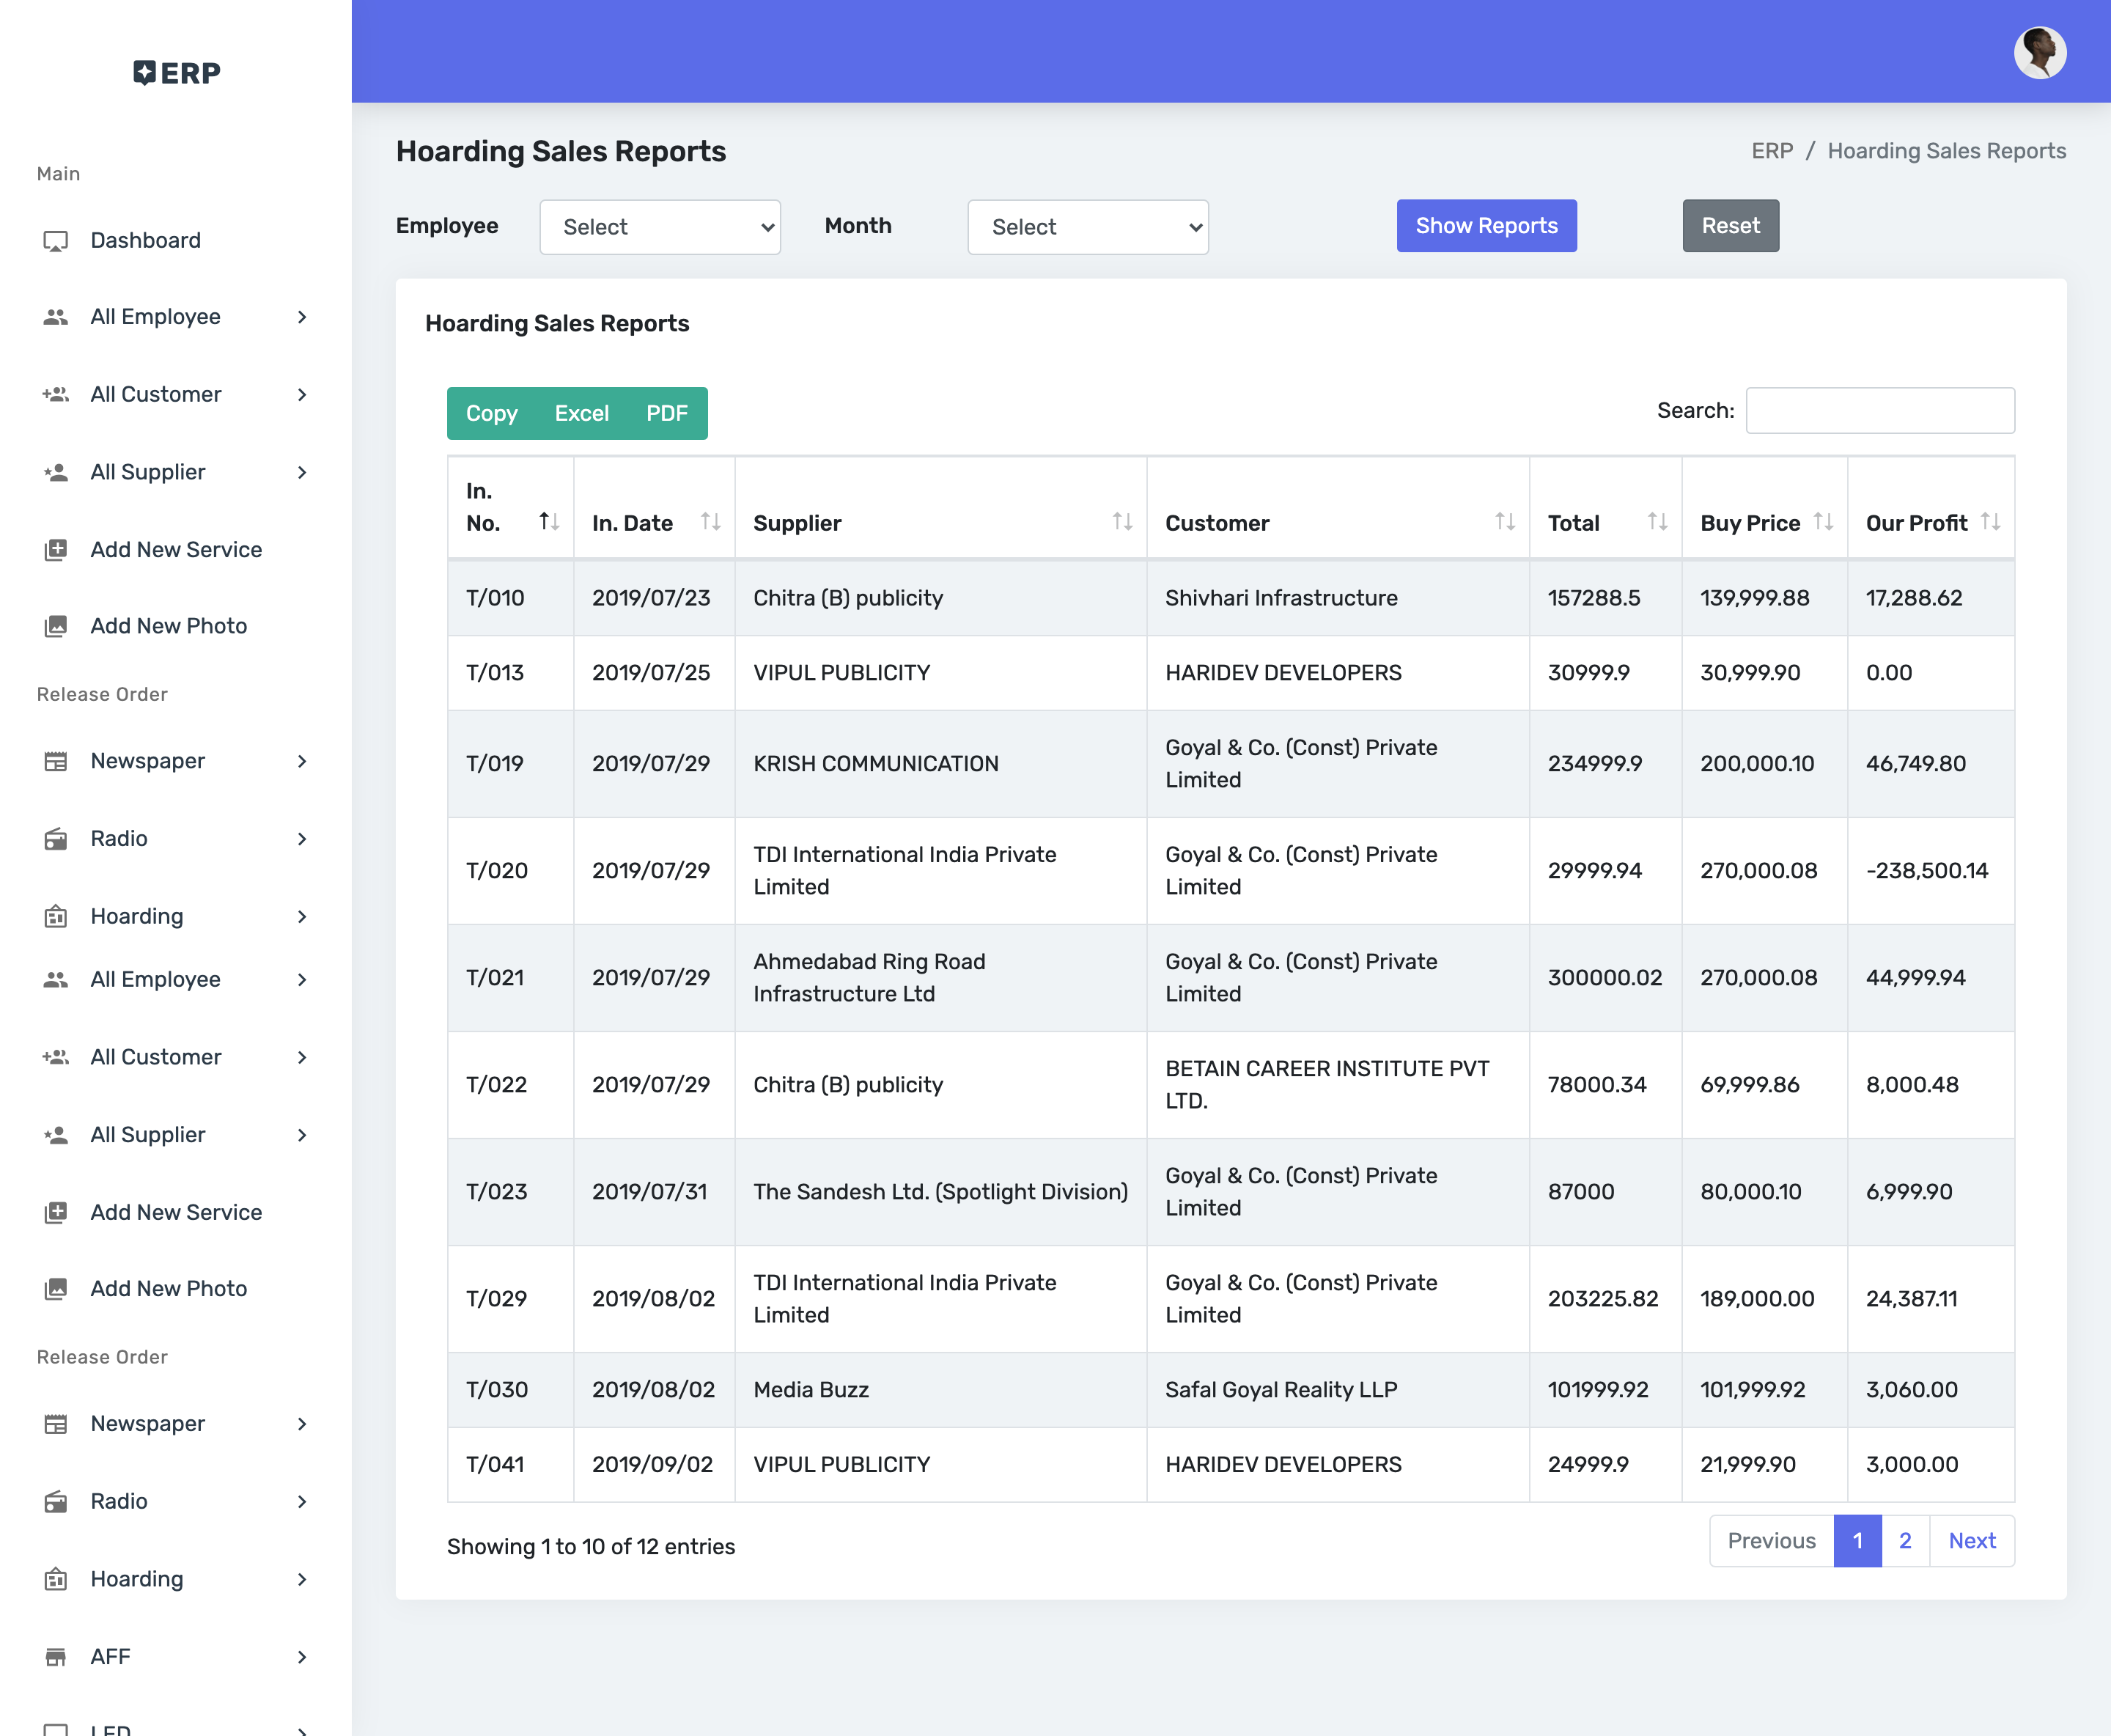 ERP
Main
Dashboard
All Employee
All Customer
All Supplier
Add New Service
Add New Photo
Release Order
Newspaper
Radio
Hoarding
All Employee
All Customer
All Supplier
Add New Service
Add New Photo
Release Order
Newspaper
Radio
Hoarding
AFF
LED
Hoarding Sales Reports
ERP / Hoarding Sales Reports
Employee Select Month Select Show Reports Reset
Hoarding Sales Reports
Copy Excel PDF
Search:
In.
No. In. Date Supplier Customer Total Buy Price Our Profit
T/010 2019/07/23 Chitra (B) publicity Shivhari Infrastructure 157288.5 139,999.88 17,288.62
T/013 2019/07/25 VIPUL PUBLICITY HARIDEV DEVELOPERS 30999.9 30,999.90 0.00
T/019 2019/07/29 KRISH COMMUNICATION Goyal & Co. (Const) Private
Limited 234999.9 200,000.10 46,749.80
T/020 2019/07/29 TDI International India Private
Limited Goyal & Co. (Const) Private
Limited 29999.94 270,000.08 -238,500.14
T/021 2019/07/29 Ahmedabad Ring Road
Infrastructure Ltd Goyal & Co. (Const) Private
Limited 300000.02 270,000.08 44,999.94
T/022 2019/07/29 Chitra (B) publicity BETAIN CAREER INSTITUTE PVT
LTD. 78000.34 69,999.86 8,000.48
T/023 2019/07/31 The Sandesh Ltd. (Spotlight Division) Goyal & Co. (Const) Private
Limited 87000 80,000.10 6,999.90
T/029 2019/08/02 TDI International India Private
Limited Goyal & Co. (Const) Private
Limited 203225.82 189,000.00 24,387.11
T/030 2019/08/02 Media Buzz Safal Goyal Reality LLP 101999.92 101,999.92 3,060.00
T/041 2019/09/02 VIPUL PUBLICITY HARIDEV DEVELOPERS 24999.9 21,999.90 3,000.00
Showing 1 to 10 of 12 entries
Previous 1 2 Next